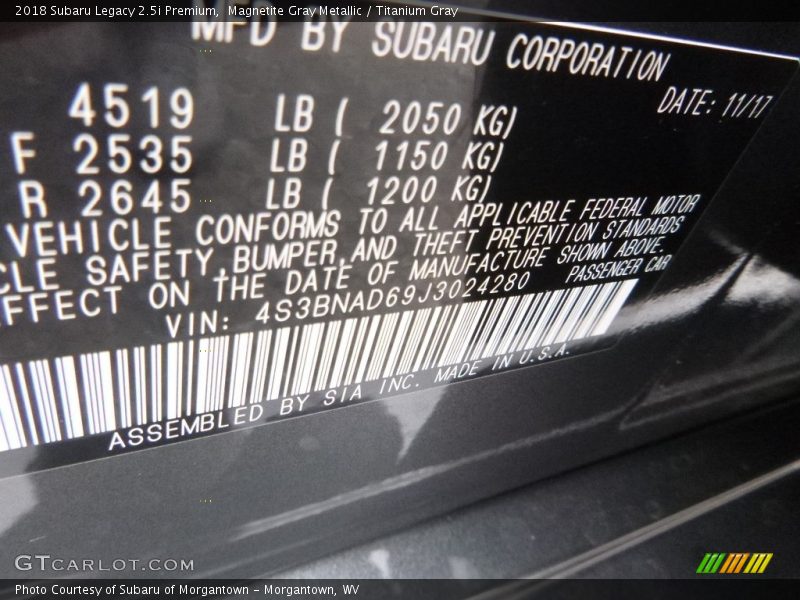 2018 Subaru Legacy 2.5i Premium, Magnetite Gray Metallic / Titanium Gray
MFD BY SUBARU CORPORATION
DATE: 11/17
4519 LB ( 2050 KG)
F 2535 LB ( 1150 KG)
R 2645 LB ( 1200 KG)
VEHICLE CONFORMS TO ALL APPLICABLE FEDERAL MOTOR
CLE SAFETY, BUMPER, AND THEFT PREVENTION STANDARDS
EFFECT ON THE DATE OF MANUFACTURE SHOWN ABOVE.
VIN: 4S3BNAD69J3024280 PASSENGER CAR
ASSEMBLED BY SIA INC. MADE IN U.S.A.
GTCARLOT.COM
Photo Courtesy of Subaru of Morgantown - Morgantown, WV